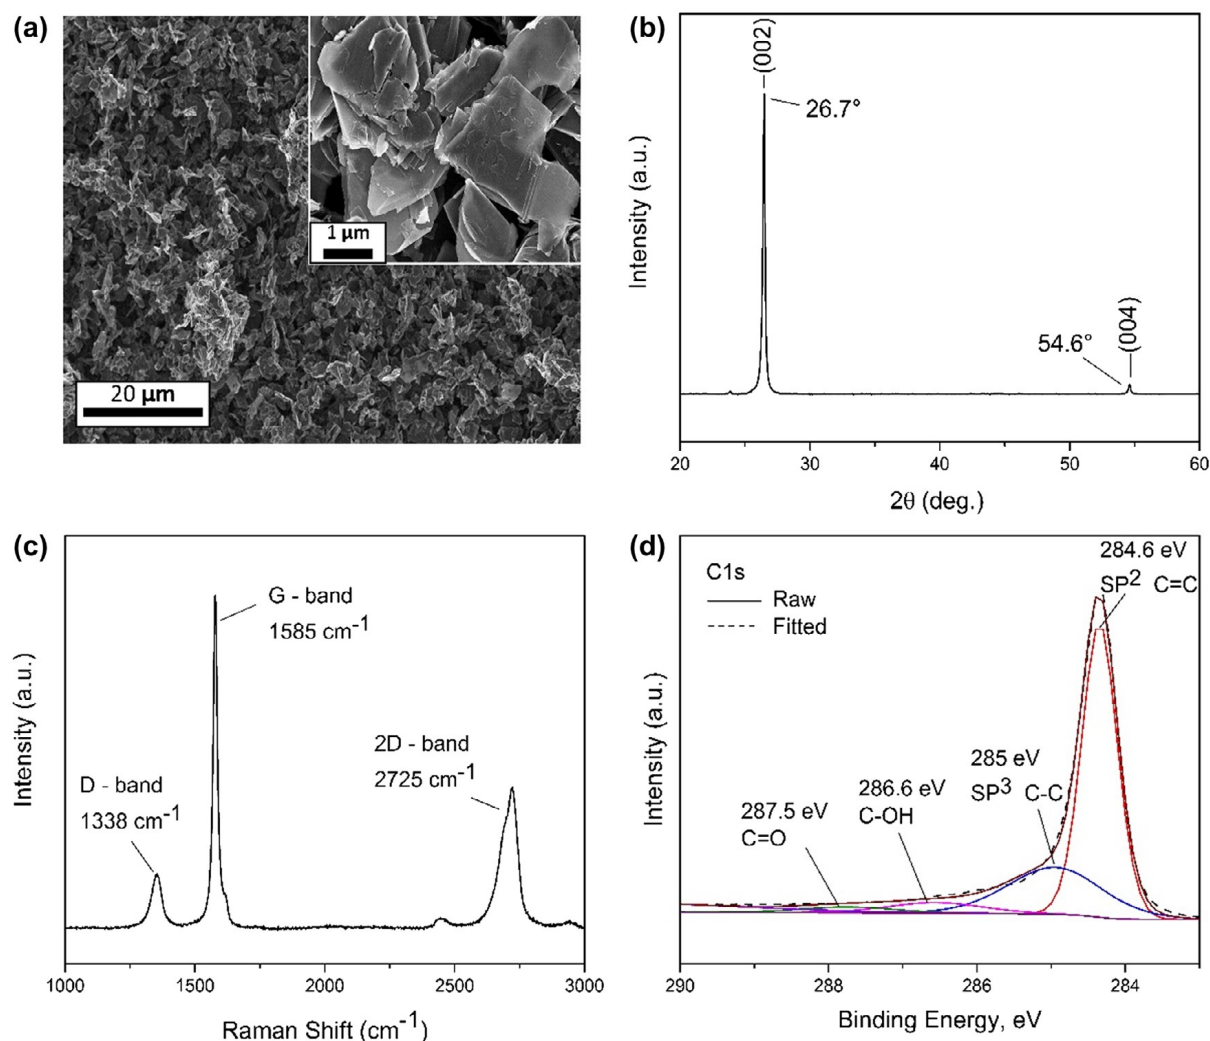 (a)
1 µm
20 µm
(b)
(002)
26.7°
54.6°
(004)
Intensity (a.u.)
20 30 40 50 60
2θ (deg.)
(c)
G - band
1585 cm⁻¹
2D - band
2725 cm⁻¹
D - band
1338 cm⁻¹
Intensity (a.u.)
1000 1500 2000 2500 3000
Raman Shift (cm⁻¹)
(d)
284.6 eV
SP² C=C
C1s
Raw
Fitted
285 eV
SP³ C-C
286.6 eV
C-OH
287.5 eV
C=O
Intensity (a.u.)
290 288 286 284
Binding Energy, eV